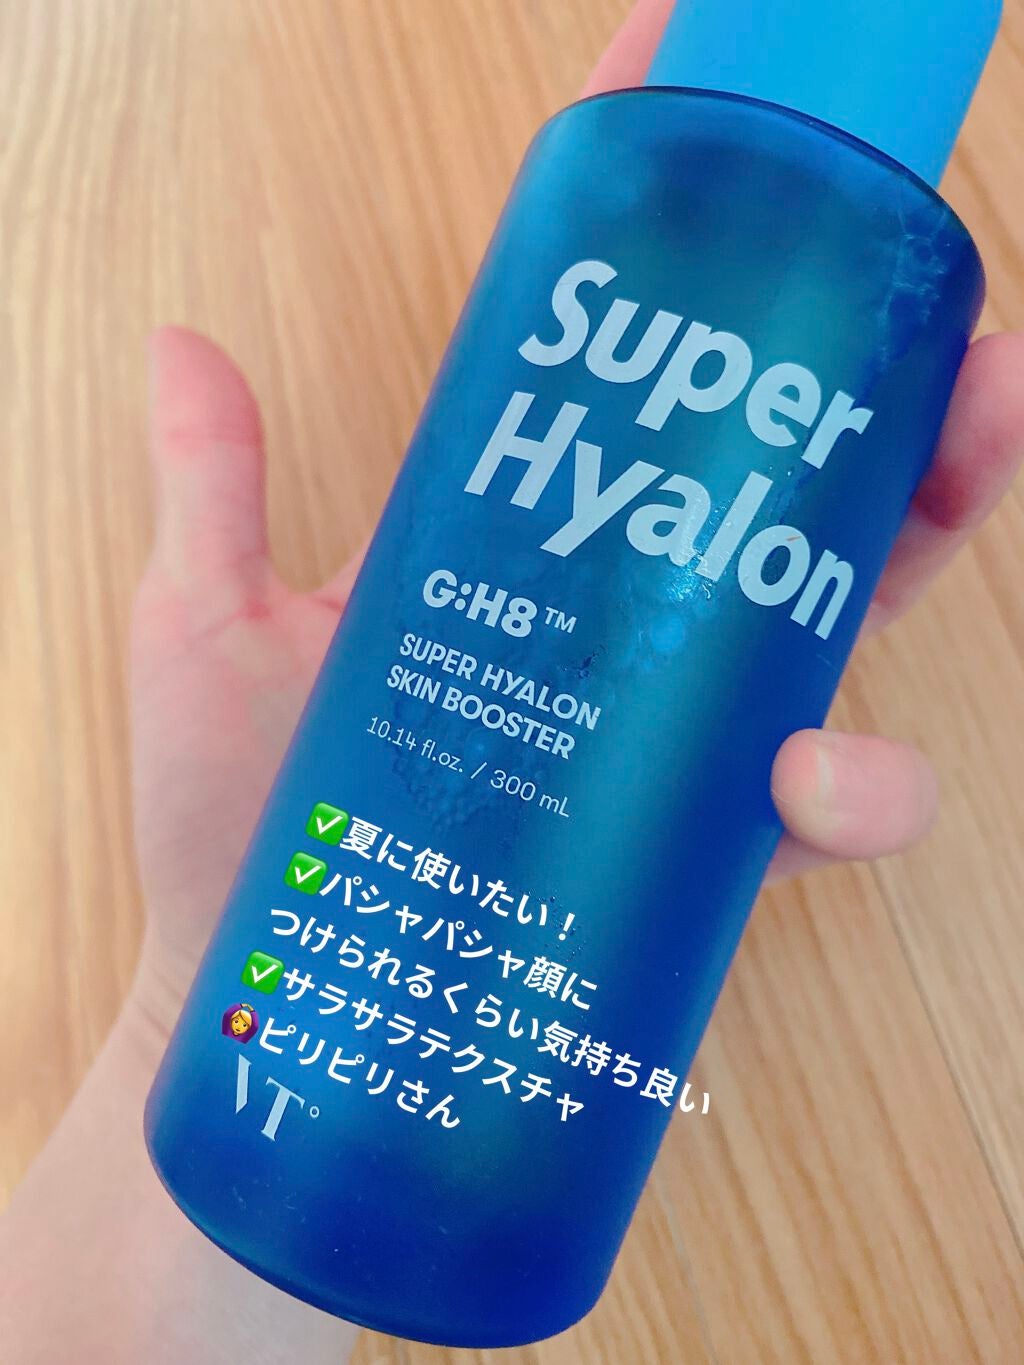 Super
Hyalon
G:H8™
SUPER HYALON
SKIN BOOSTER
10.14 fl.oz. / 300 mL
✅夏に使いたい！
✅パシャパシャ顔に
つけられるくらい気持ち良い
✅サラサラテクスチャ
🙆‍♀️ピリピリさん
VT°